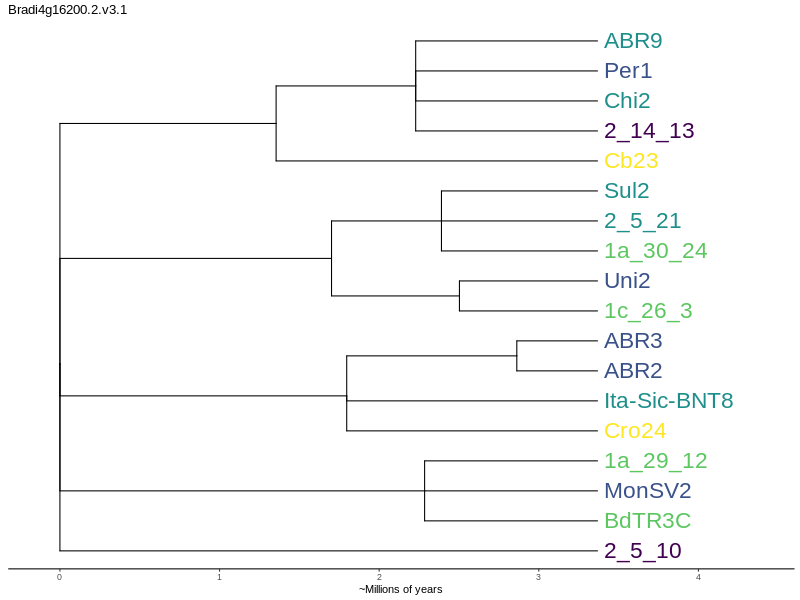 Bradi4g16200.2.v3.1
ABR9
Per1
Chi2
2_14_13
Cb23
Sul2
2_5_21
1a_30_24
Uni2
1c_26_3
ABR3
ABR2
Ita-Sic-BNT8
Cro24
1a_29_12
MonSV2
BdTR3C
2_5_10
0 1 2 3 4
~Millions of years